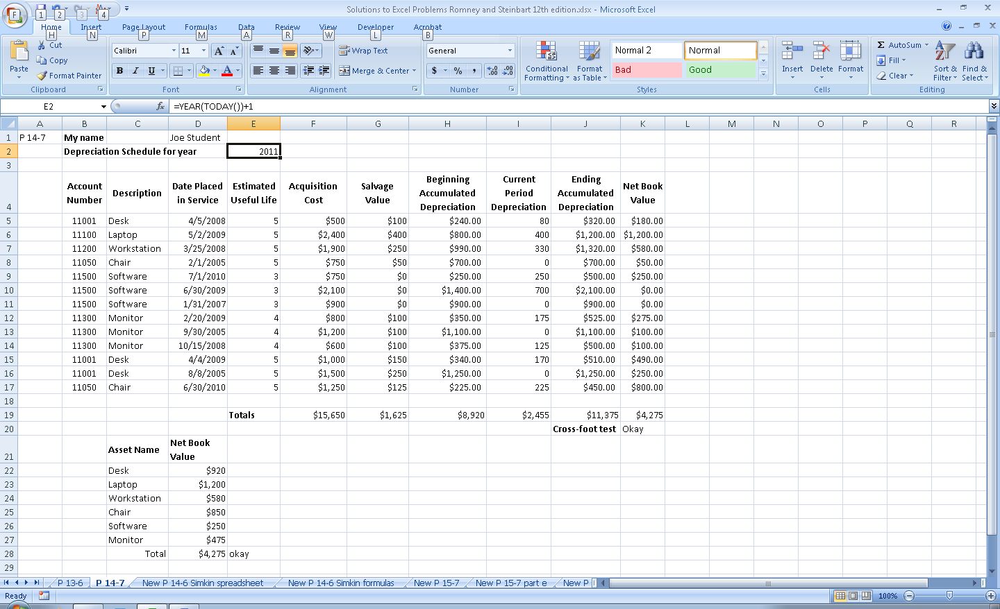 Solutions to Excel Problems Romney and Steinbart 12th edition.xlsx - Microsoft Excel
F 1 2 3 4
Home Insert Page Layout Formulas Data Review View Developer Acrobat
H N P M A R W L B
Paste Cut Copy Format Painter
Calibri 11 A A Wrap Text General
B I U A Merge & Center $ % , .0 .00 .00 .0
Conditional Formatting Format as Table Normal 2 Normal Bad Good
Insert Delete Format Σ AutoSum Fill Clear Sort & Filter Find & Select
Clipboard Font Alignment Number Styles Cells Editing
E2 fx =YEAR(TODAY())+1
A B C D E F G H I J K L M N O P Q R
1 P 14-7 My name Joe Student
2 Depreciation Schedule for year 2011
3
4 Account Number Description Date Placed in Service Estimated Useful Life Acquisition Cost Salvage Value Beginning Accumulated Depreciation Current Period Depreciation Ending Accumulated Depreciation Net Book Value
5 11001 Desk 4/5/2008 5 $500 $100 $240.00 80 $320.00 $180.00
6 11100 Laptop 5/2/2009 5 $2,400 $400 $800.00 400 $1,200.00 $1,200.00
7 11200 Workstation 3/25/2008 5 $1,900 $250 $990.00 330 $1,320.00 $580.00
8 11050 Chair 2/1/2005 5 $750 $50 $700.00 0 $700.00 $50.00
9 11500 Software 7/1/2010 3 $750 $0 $250.00 250 $500.00 $250.00
10 11500 Software 6/30/2009 3 $2,100 $0 $1,400.00 700 $2,100.00 $0.00
11 11500 Software 1/31/2007 3 $900 $0 $900.00 0 $900.00 $0.00
12 11300 Monitor 2/20/2009 4 $800 $100 $350.00 175 $525.00 $275.00
13 11300 Monitor 9/30/2005 4 $1,200 $100 $1,100.00 0 $1,100.00 $100.00
14 11300 Monitor 10/15/2008 4 $600 $100 $375.00 125 $500.00 $100.00
15 11001 Desk 4/4/2009 5 $1,000 $150 $340.00 170 $510.00 $490.00
16 11001 Desk 8/8/2005 5 $1,500 $250 $1,250.00 0 $1,250.00 $250.00
17 11050 Chair 6/30/2010 5 $1,250 $125 $225.00 225 $450.00 $800.00
18
19 Totals $15,650 $1,625 $8,920 $2,455 $11,375 $4,275
20 Cross-foot test Okay
21 Asset Name Net Book Value
22 Desk $920
23 Laptop $1,200
24 Workstation $580
25 Chair $850
26 Software $250
27 Monitor $475
28 Total $4,275 okay
29
P 13-6 P 14-7 New P 14-6 Simkin spreadsheet New P 14-6 Simkin formulas New P 15-7 New P 15-7 part e New P
Ready 100%